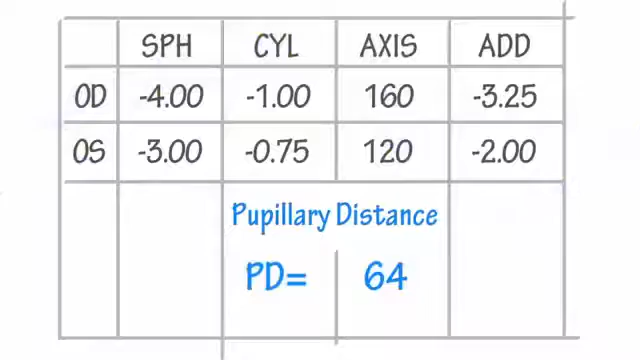 SPH CYL AXIS ADD
OD -4.00 -1.00 160 -3.25
OS -3.00 -0.75 120 -2.00
Pupillary Distance
PD= 64